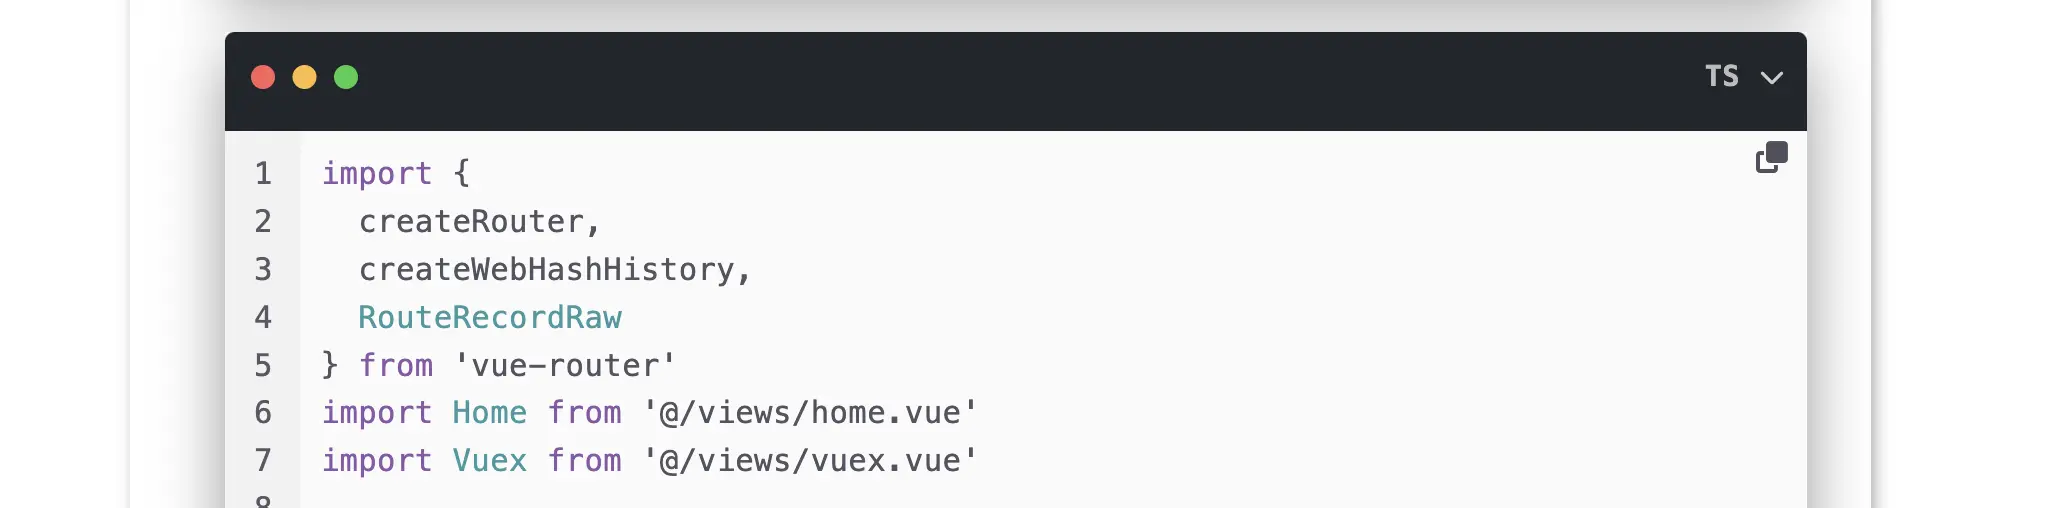 TS
1 import {
2   createRouter,
3   createWebHashHistory,
4   RouteRecordRaw
5 } from 'vue-router'
6 import Home from '@/views/home.vue'
7 import Vuex from '@/views/vuex.vue'
8